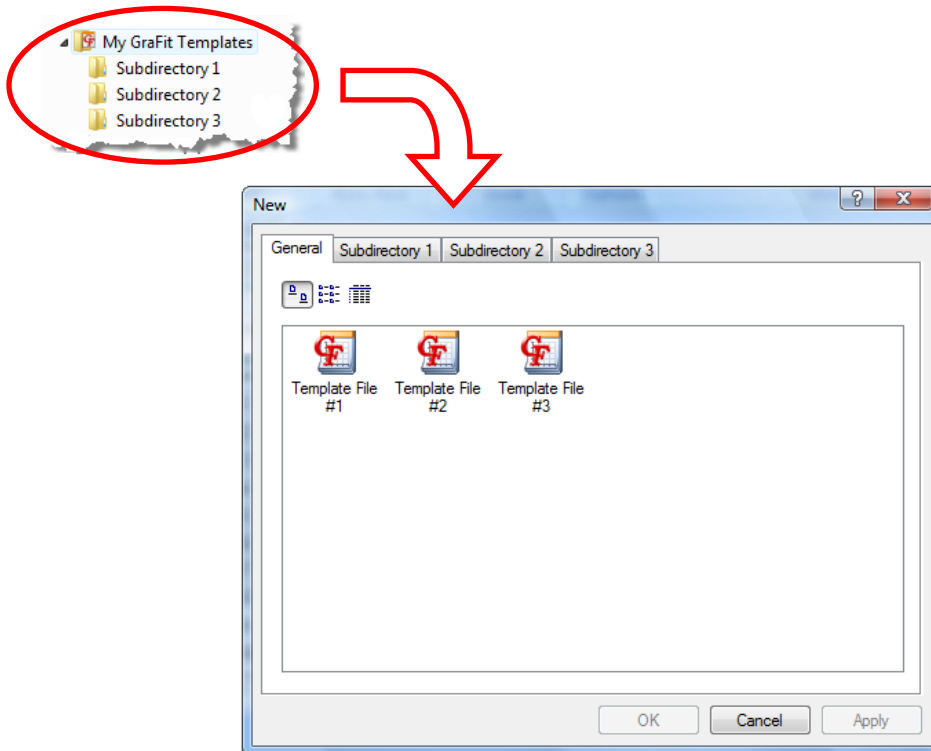 My GraFit Templates
Subdirectory 1
Subdirectory 2
Subdirectory 3
New
General Subdirectory 1 Subdirectory 2 Subdirectory 3
Template File Template File Template File
#1 #2 #3
OK Cancel Apply